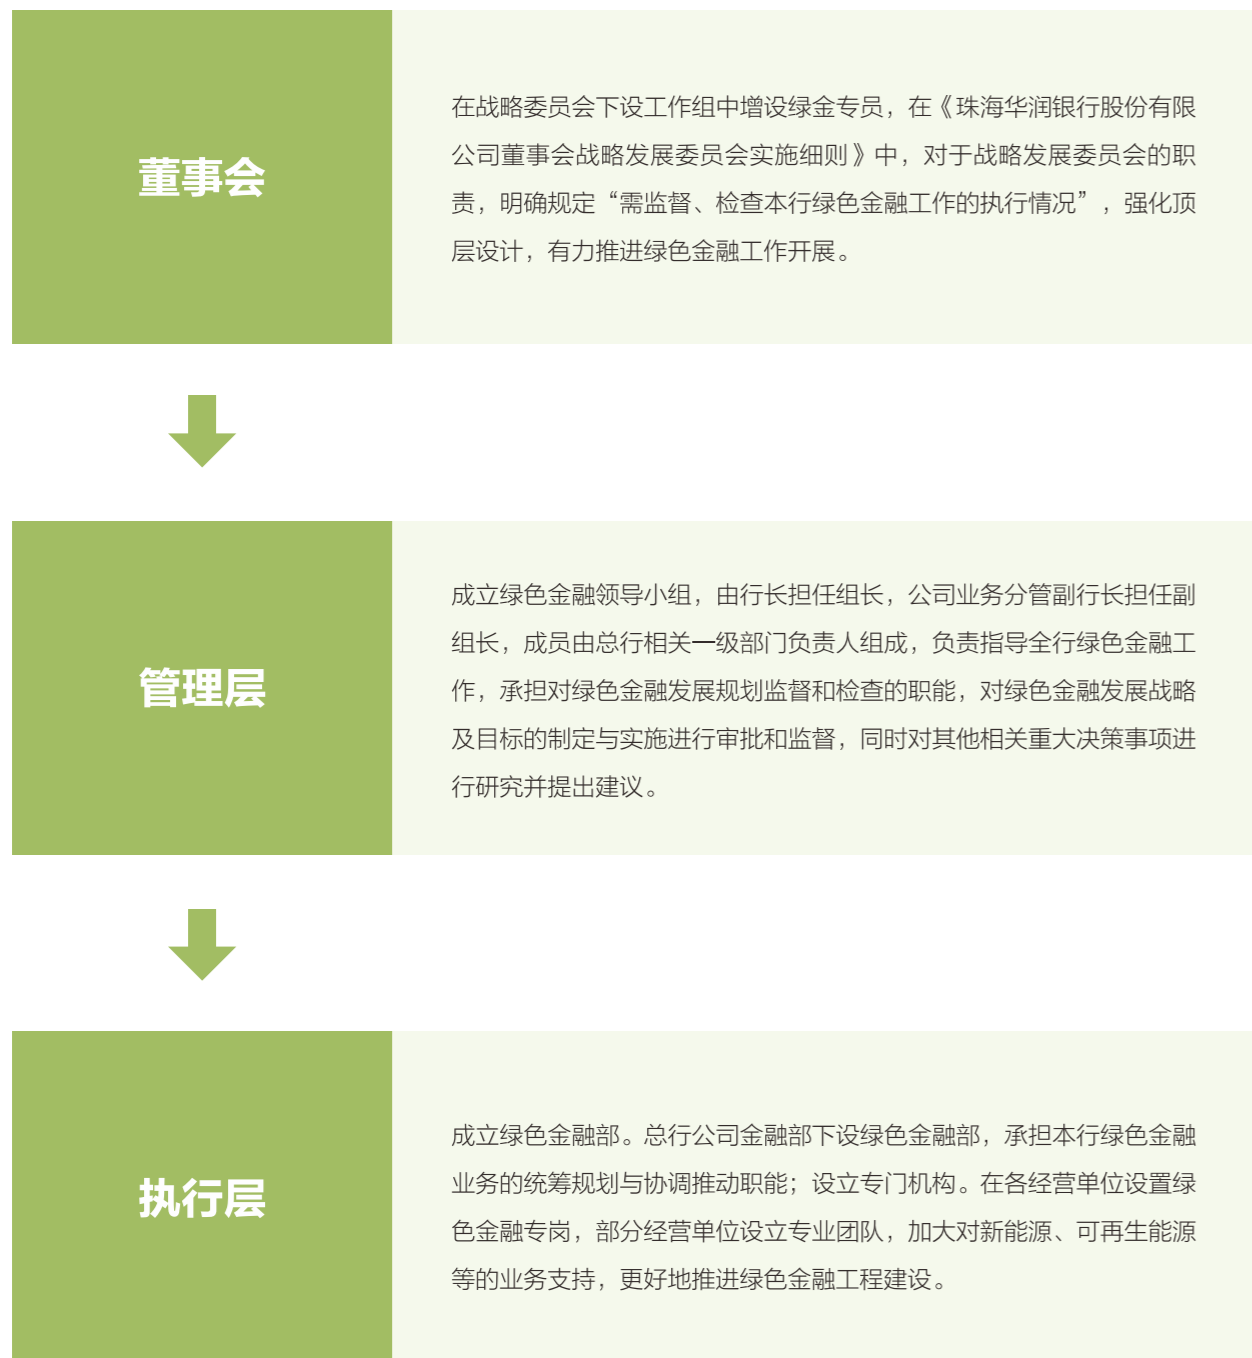 董事会
在战略委员会下设工作组中增设绿金专员，在《珠海华润银行股份有限
公司董事会战略发展委员会实施细则》中，对于战略发展委员会的职
责，明确规定“需监督、检查本行绿色金融工作的执行情况”，强化顶
层设计，有力推进绿色金融工作开展。
管理层
成立绿色金融领导小组，由行长担任组长，公司业务分管副行长担任副
组长，成员由总行相关一级部门负责人组成，负责指导全行绿色金融工
作，承担对绿色金融发展规划监督和检查的职能，对绿色金融发展战略
及目标的制定与实施进行审批和监督，同时对其他相关重大决策事项进
行研究并提出建议。
执行层
成立绿色金融部。总行公司金融部下设绿色金融部，承担本行绿色金融
业务的统筹规划与协调推动职能；设立专门机构。在各经营单位设置绿
色金融专岗，部分经营单位设立专业团队，加大对新能源、可再生能源
等的业务支持，更好地推进绿色金融工程建设。